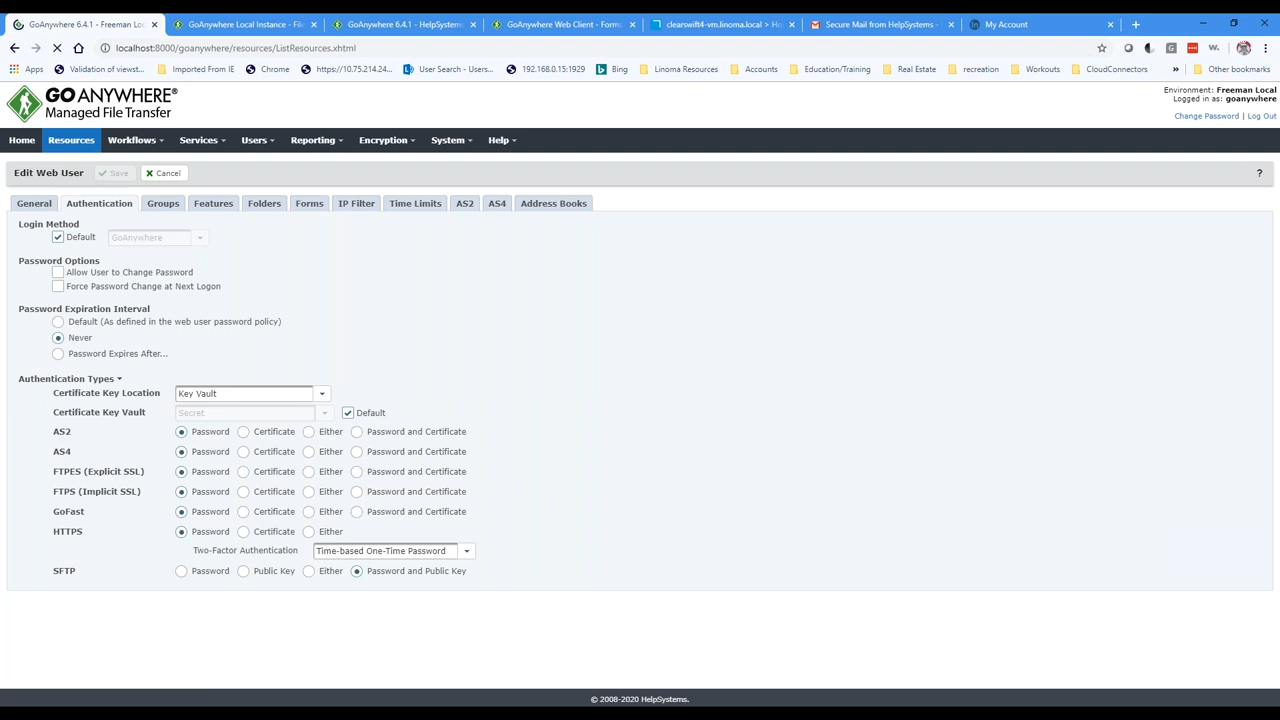 GoAnywhere 6.4.1 - Freeman Loc
GoAnywhere Local Instance - File
GoAnywhere 6.4.1 - HelpSystems
GoAnywhere Web Client - Forms
clearswift4-vm.linoma.local > Ho
Secure Mail from HelpSystems -
My Account
localhost:8000/goanywhere/resources/ListResources.xhtml
Apps
Validation of viewst...
Imported From IE
Chrome
https://10.75.214.24...
User Search - Users...
192.168.0.15:1929
Bing
Linoma Resources
Accounts
Education/Training
Real Estate
recreation
Workouts
CloudConnectors
»
Other bookmarks
GO ANYWHERE®
Managed File Transfer
Environment: Freeman Local
Logged in as: goanywhere
Change Password | Log Out
Home Resources Workflows Services Users Reporting Encryption System Help
Edit Web User Save Cancel ?
General Authentication Groups Features Folders Forms IP Filter Time Limits AS2 AS4 Address Books
Login Method
Default GoAnywhere
Password Options
Allow User to Change Password
Force Password Change at Next Logon
Password Expiration Interval
Default (As defined in the web user password policy)
Never
Password Expires After...
Authentication Types
Certificate Key Location Key Vault
Certificate Key Vault Secret Default
AS2 Password Certificate Either Password and Certificate
AS4 Password Certificate Either Password and Certificate
FTPES (Explicit SSL) Password Certificate Either Password and Certificate
FTPS (Implicit SSL) Password Certificate Either Password and Certificate
GoFast Password Certificate Either Password and Certificate
HTTPS Password Certificate Either
Two-Factor Authentication Time-based One-Time Password
SFTP Password Public Key Either Password and Public Key
© 2008-2020 HelpSystems.